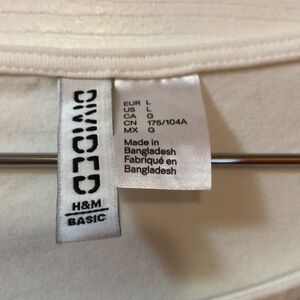 DIVIDED
H&M
BASIC
EUR L
US L
CA G
CN 175/104A
MX G
Made in
Bangladesh
Fabriqué en
Bangladesh